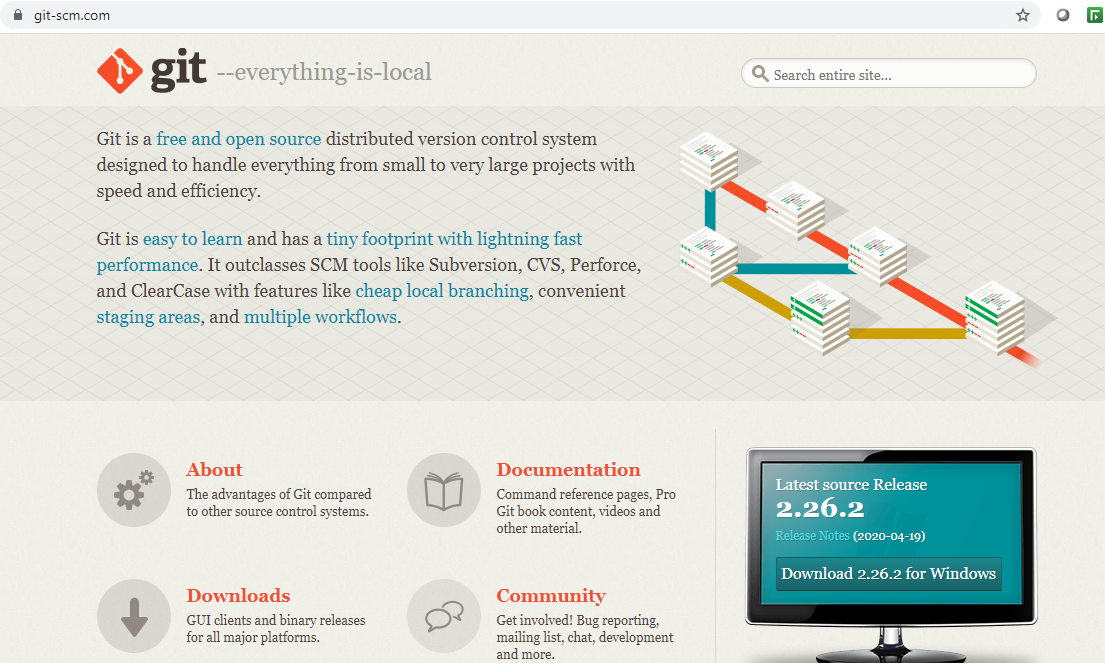 git-scm.com
git --everything-is-local
Search entire site...
Git is a free and open source distributed version control system
designed to handle everything from small to very large projects with
speed and efficiency.
Git is easy to learn and has a tiny footprint with lightning fast
performance. It outclasses SCM tools like Subversion, CVS, Perforce,
and ClearCase with features like cheap local branching, convenient
staging areas, and multiple workflows.
About
The advantages of Git compared
to other source control systems.
Documentation
Command reference pages, Pro
Git book content, videos and
other material.
Downloads
GUI clients and binary releases
for all major platforms.
Community
Get involved! Bug reporting,
mailing list, chat, development
and more.
Latest source Release
2.26.2
Release Notes (2020-04-19)
Download 2.26.2 for Windows